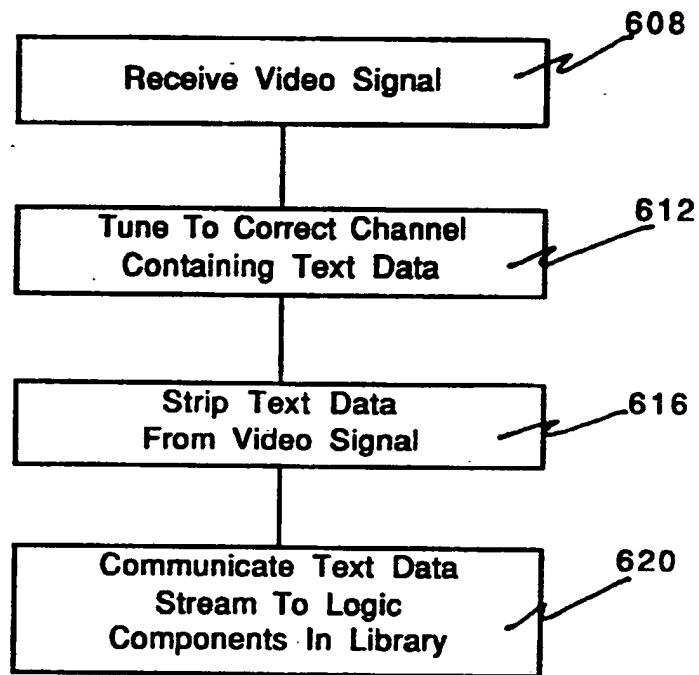 608
Receive Video Signal
612
Tune To Correct Channel
Containing Text Data
616
Strip Text Data
From Video Signal
620
Communicate Text Data
Stream To Logic
Components In Library